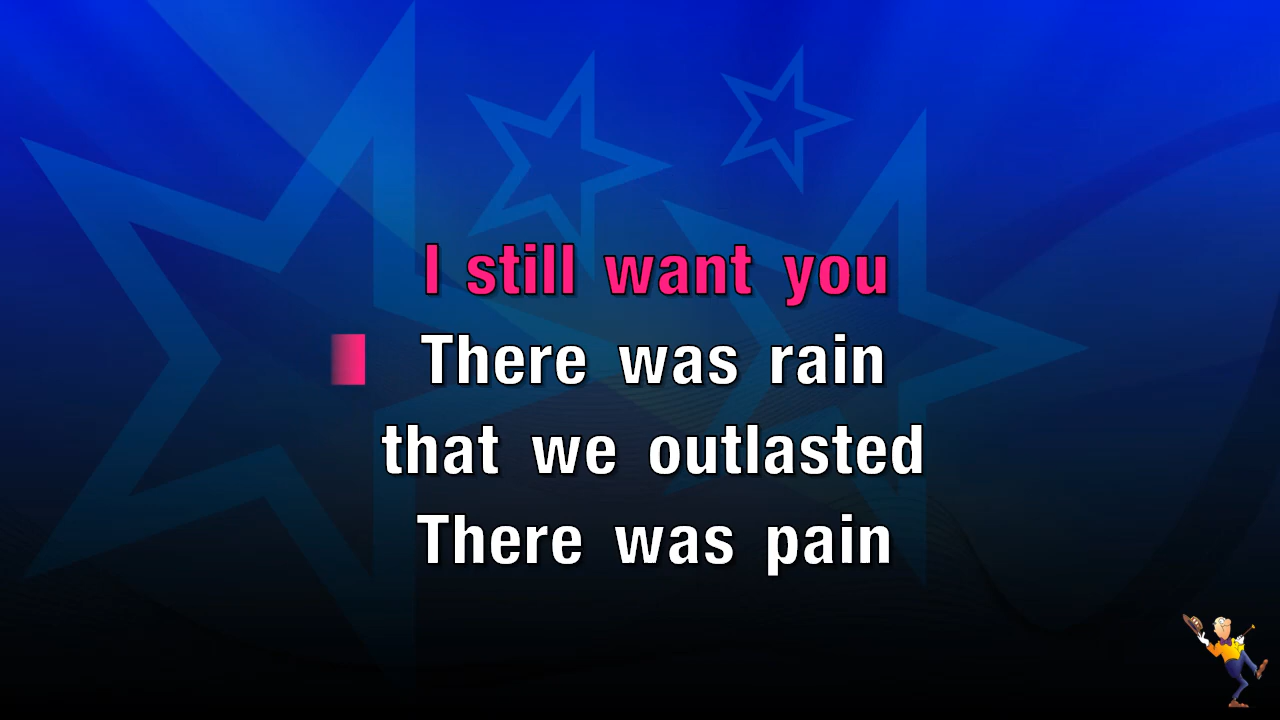 I still want you
There was rain
that we outlasted
There was pain